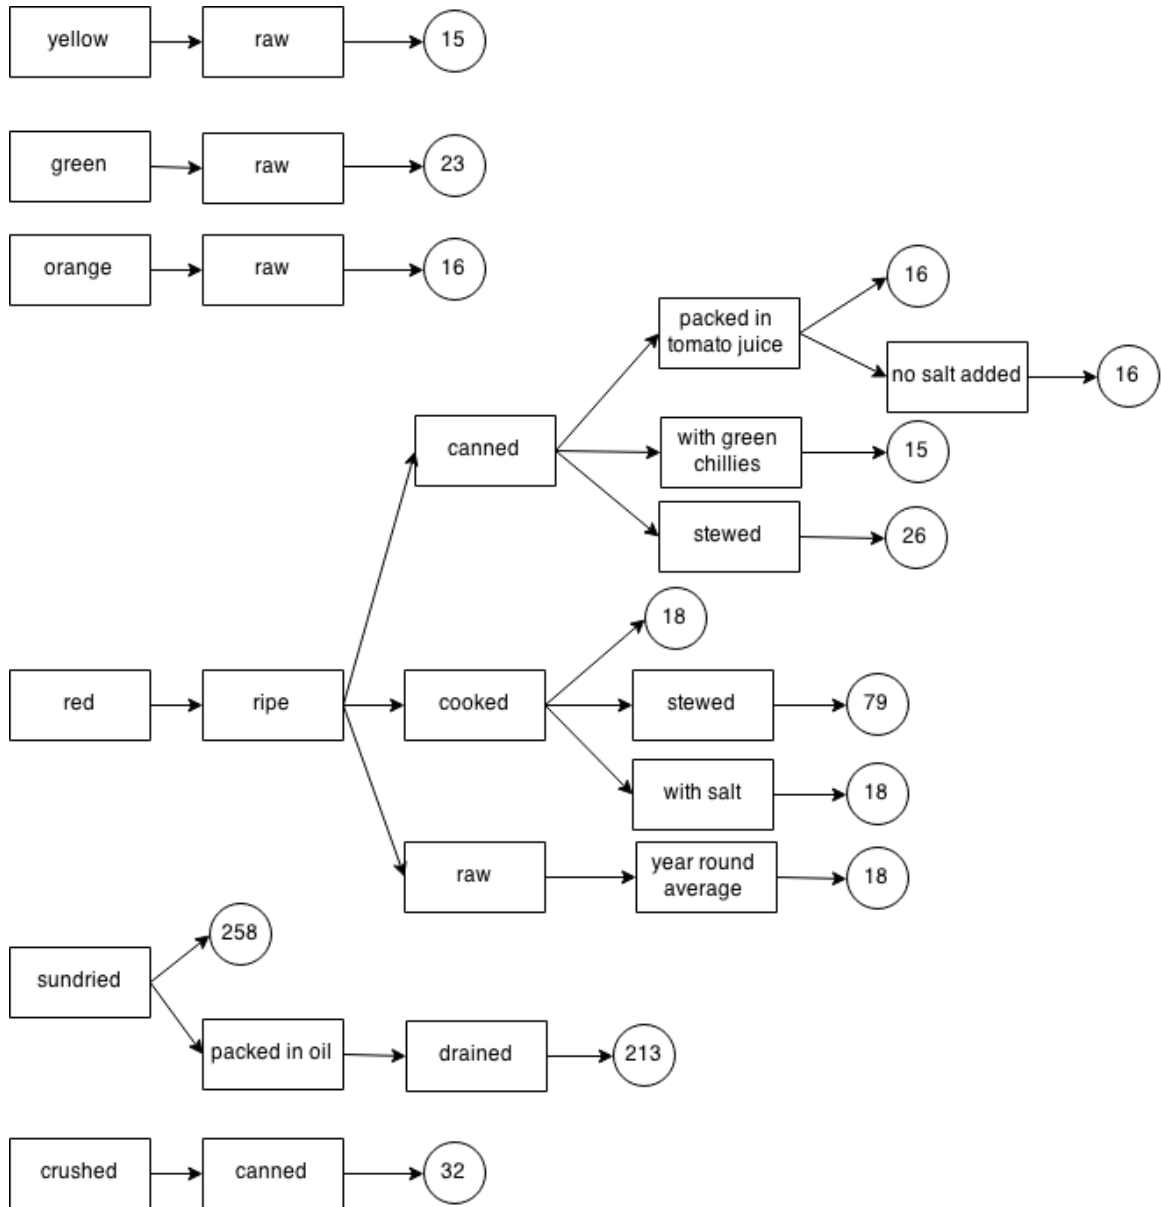 yellow
raw
15
green
raw
23
orange
raw
16
16
packed in
tomato juice
no salt added
16
canned
with green
chillies
15
stewed
26
18
red
ripe
cooked
stewed
79
with salt
18
raw
year round
average
18
258
sundried
packed in oil
drained
213
crushed
canned
32